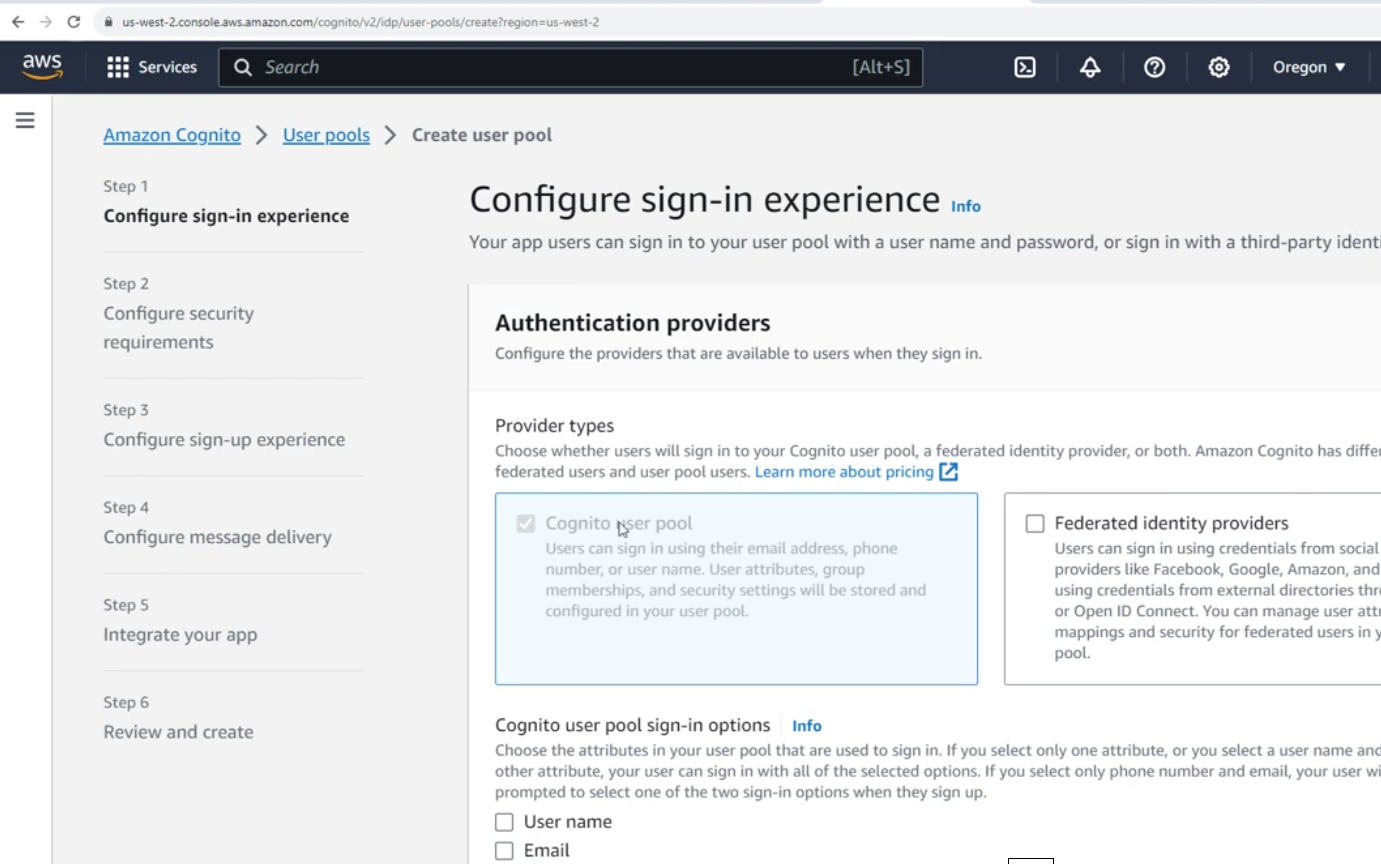 us-west-2.console.aws.amazon.com/cognito/v2/idp/user-pools/create?region=us-west-2
aws
Services
Search
[Alt+S]
Oregon
Amazon Cognito
User pools
Create user pool
Step 1
Configure sign-in experience
Step 2
Configure security
requirements
Step 3
Configure sign-up experience
Step 4
Configure message delivery
Step 5
Integrate your app
Step 6
Review and create
Configure sign-in experience Info
Your app users can sign in to your user pool with a user name and password, or sign in with a third-party identi
Authentication providers
Configure the providers that are available to users when they sign in.
Provider types
Choose whether users will sign in to your Cognito user pool, a federated identity provider, or both. Amazon Cognito has differ
federated users and user pool users. Learn more about pricing
Cognito user pool
Users can sign in using their email address, phone
number, or user name. User attributes, group
memberships, and security settings will be stored and
configured in your user pool.
Federated identity providers
Users can sign in using credentials from social
providers like Facebook, Google, Amazon, and
using credentials from external directories thr
or Open ID Connect. You can manage user attr
mappings and security for federated users in y
pool.
Cognito user pool sign-in options Info
Choose the attributes in your user pool that are used to sign in. If you select only one attribute, or you select a user name and
other attribute, your user can sign in with all of the selected options. If you select only phone number and email, your user wi
prompted to select one of the two sign-in options when they sign up.
User name
Email